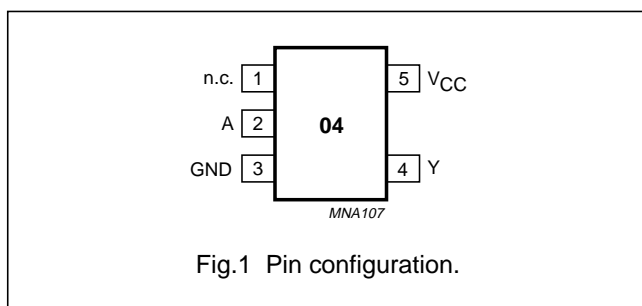 n.c. 1 5 VCC
A 2 04
GND 3 4 Y
MNA107
Fig.1 Pin configuration.